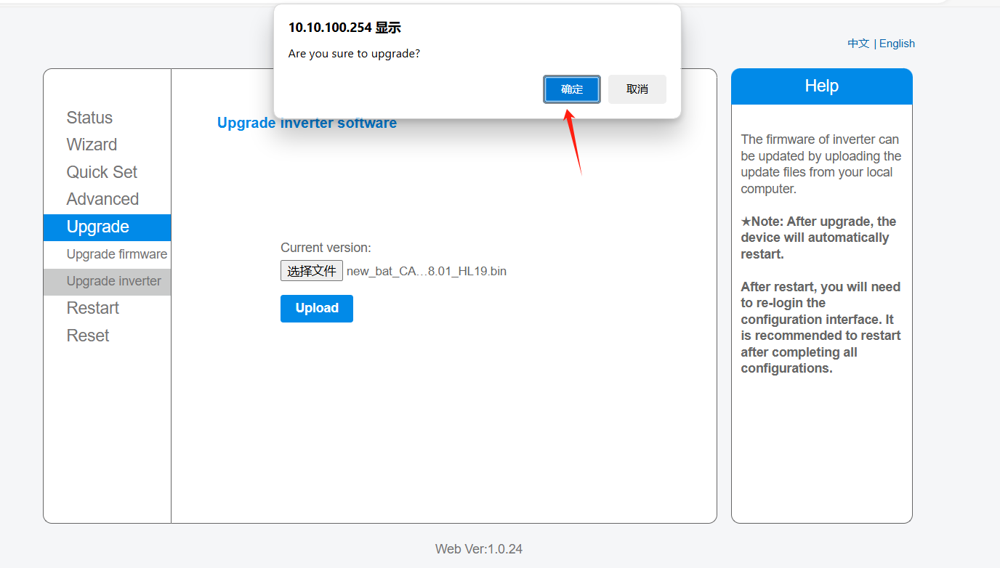 10.10.100.254 显示
Are you sure to upgrade?
确定
取消
中文 | English
Status
Wizard
Quick Set
Advanced
Upgrade
Upgrade firmware
Upgrade inverter
Restart
Reset
Upgrade inverter software
Current version:
选择文件 new_bat_CA...8.01_HL19.bin
Upload
Help
The firmware of inverter can
be updated by uploading the
update files from your local
computer.
★Note: After upgrade, the
device will automatically
restart.
After restart, you will need
to re-login the
configuration interface. It
is recommended to restart
after completing all
configurations.
Web Ver:1.0.24